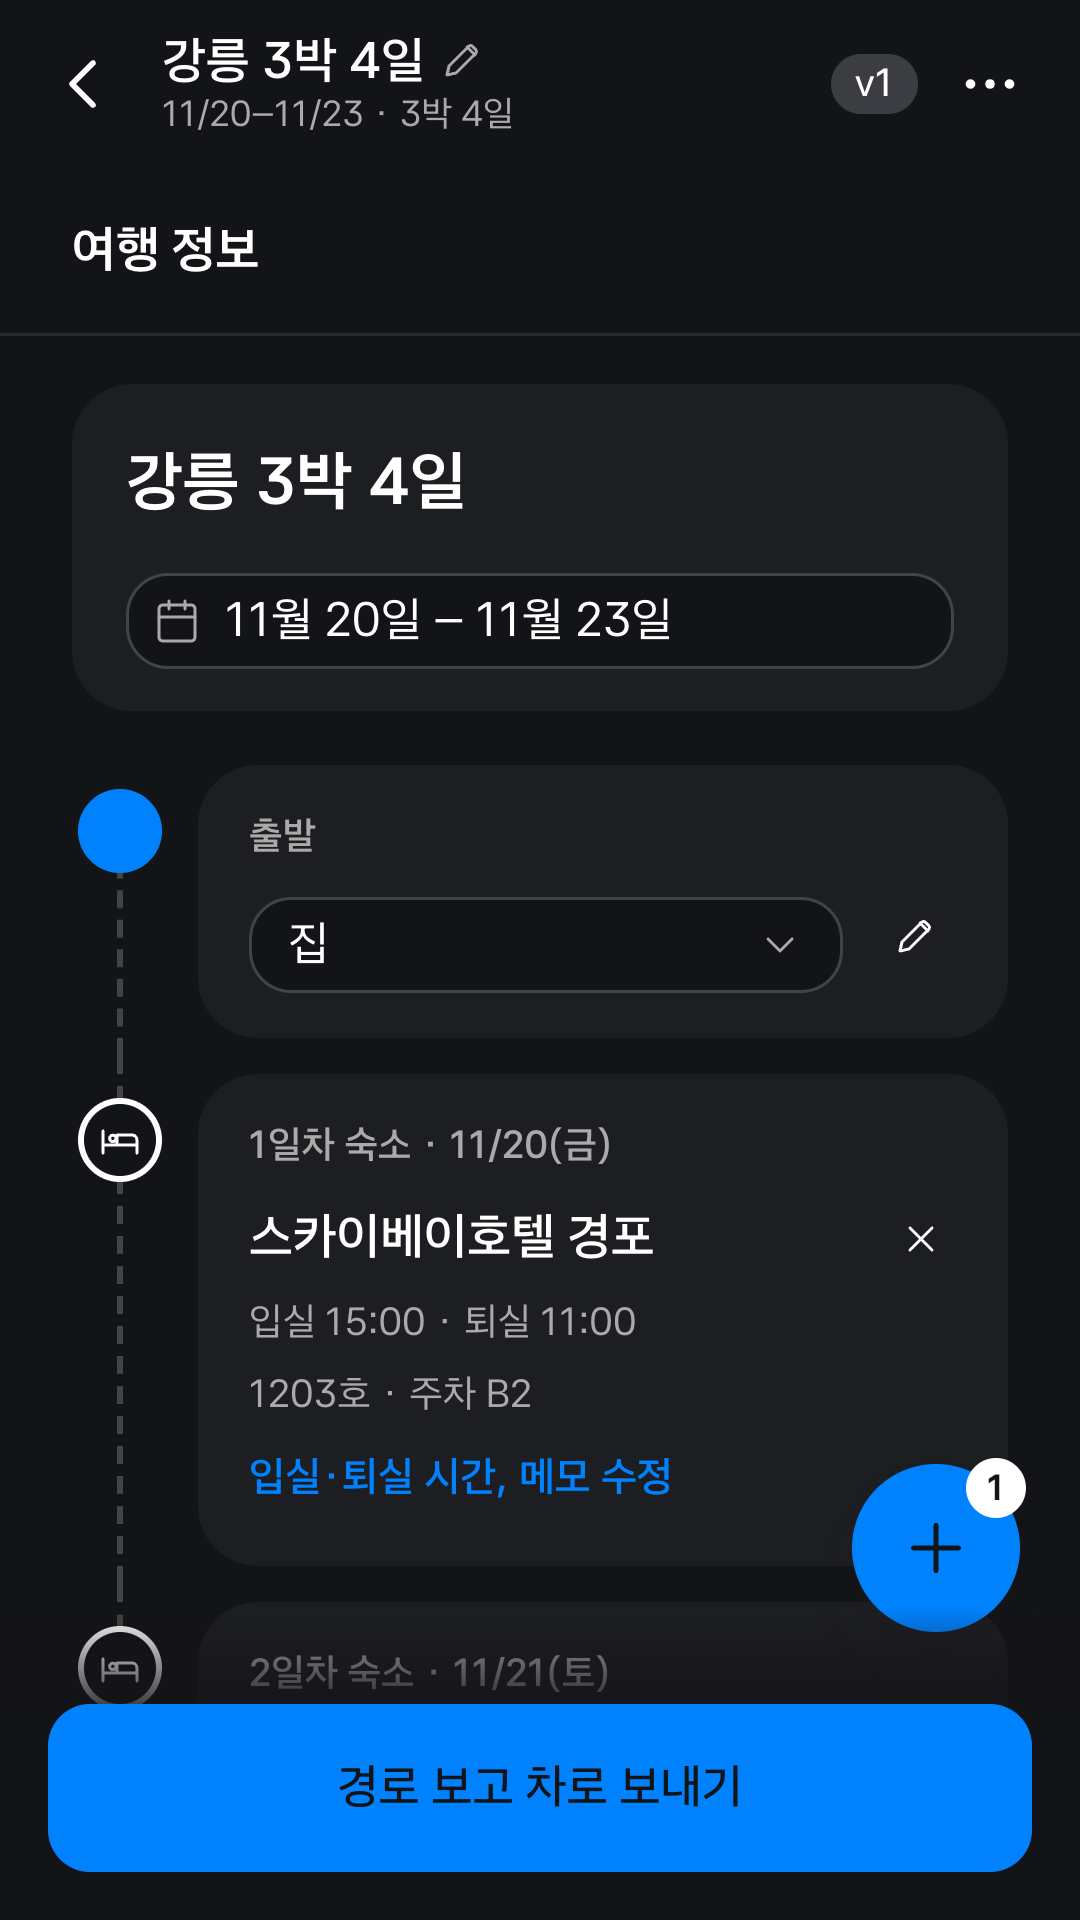 강릉 3박 4일
11/20–11/23 · 3박 4일
v1
여행 정보
강릉 3박 4일
11월 20일 – 11월 23일
출발
집
1일차 숙소 · 11/20(금)
스카이베이호텔 경포
입실 15:00 · 퇴실 11:00
1203호 · 주차 B2
입실·퇴실 시간, 메모 수정
1
2일차 숙소 · 11/21(토)
경로 보고 차로 보내기